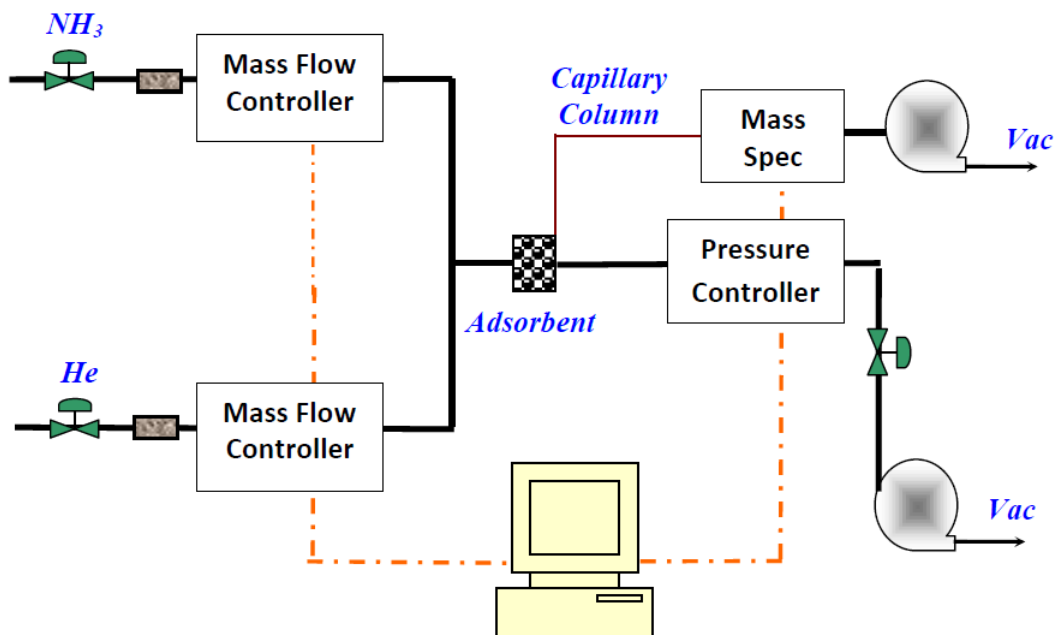 NH3
Mass Flow
Controller
Capillary
Column
Mass
Spec
Vac
Pressure
Controller
Adsorbent
He
Mass Flow
Controller
Vac